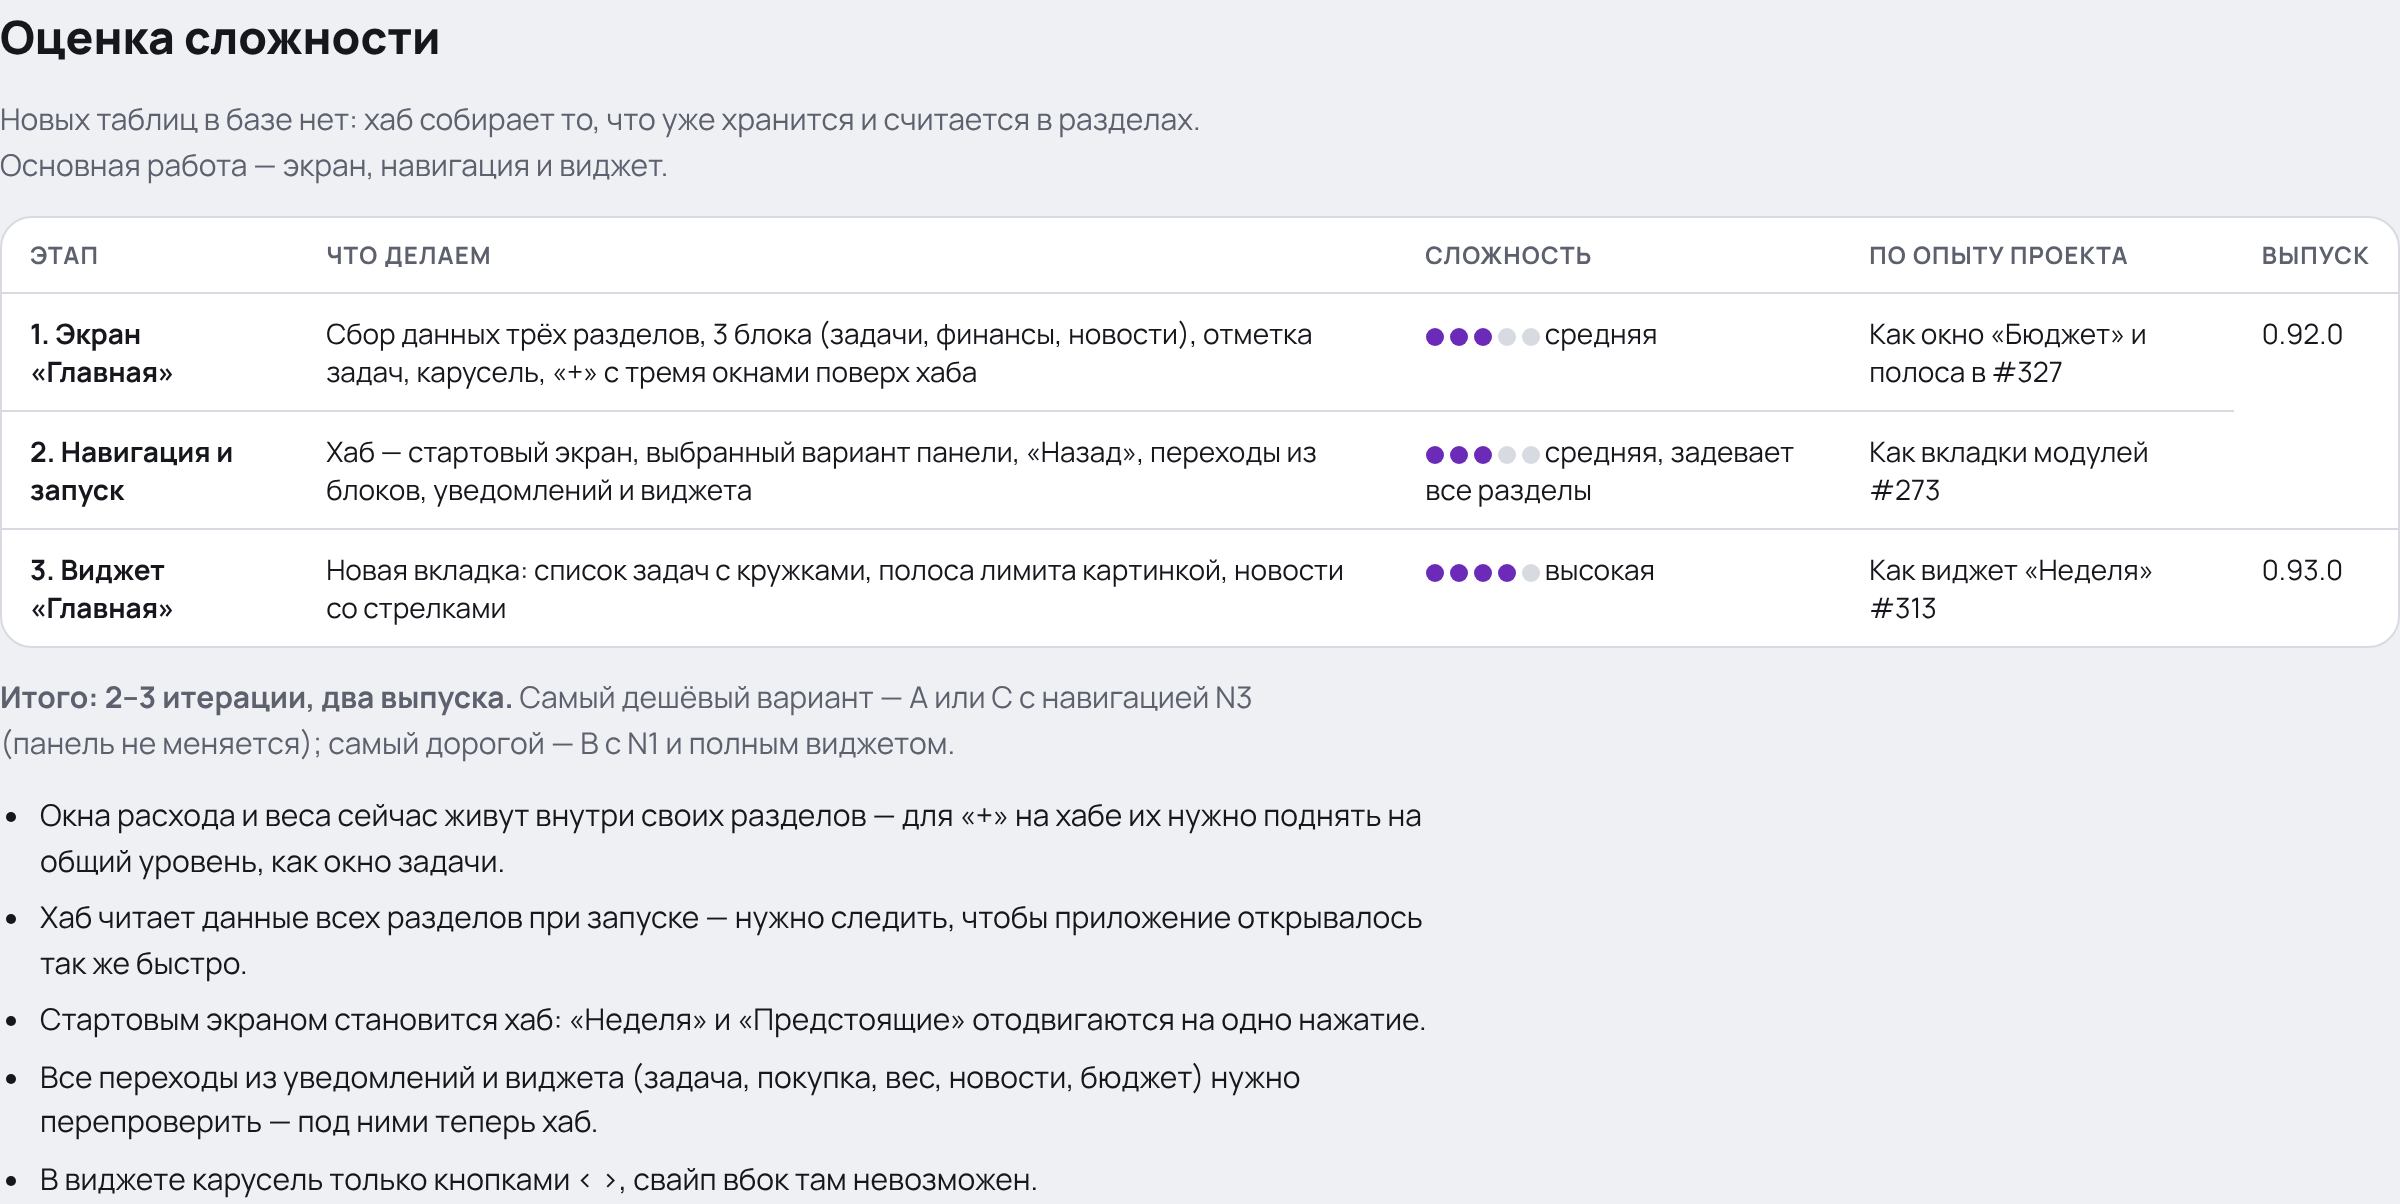 Оценка сложности
Новых таблиц в базе нет: хаб собирает то, что уже хранится и считается в разделах.
Основная работа — экран, навигация и виджет.
ЭТАП ЧТО ДЕЛАЕМ СЛОЖНОСТЬ ПО ОПЫТУ ПРОЕКТА ВЫПУСК
1. Экран Сбор данных трёх разделов, 3 блока (задачи, финансы, новости), отметка средняя Как окно «Бюджет» и 0.92.0
«Главная» задач, карусель, «+» с тремя окнами поверх хаба полоса в #327
2. Навигация и Хаб — стартовый экран, выбранный вариант панели, «Назад», переходы из средняя, задевает Как вкладки модулей
запуск блоков, уведомлений и виджета все разделы #273
3. Виджет Новая вкладка: список задач с кружками, полоса лимита картинкой, новости высокая Как виджет «Неделя» 0.93.0
«Главная» со стрелками #313
Итого: 2–3 итерации, два выпуска. Самый дешёвый вариант — A или C с навигацией N3
(панель не меняется); самый дорогой — B с N1 и полным виджетом.
• Окна расхода и веса сейчас живут внутри своих разделов — для «+» на хабе их нужно поднять на
общий уровень, как окно задачи.
• Хаб читает данные всех разделов при запуске — нужно следить, чтобы приложение открывалось
так же быстро.
• Стартовым экраном становится хаб: «Неделя» и «Предстоящие» отодвигаются на одно нажатие.
• Все переходы из уведомлений и виджета (задача, покупка, вес, новости, бюджет) нужно
перепроверить — под ними теперь хаб.
• В виджете карусель только кнопками ‹ ›, свайп вбок там невозможен.